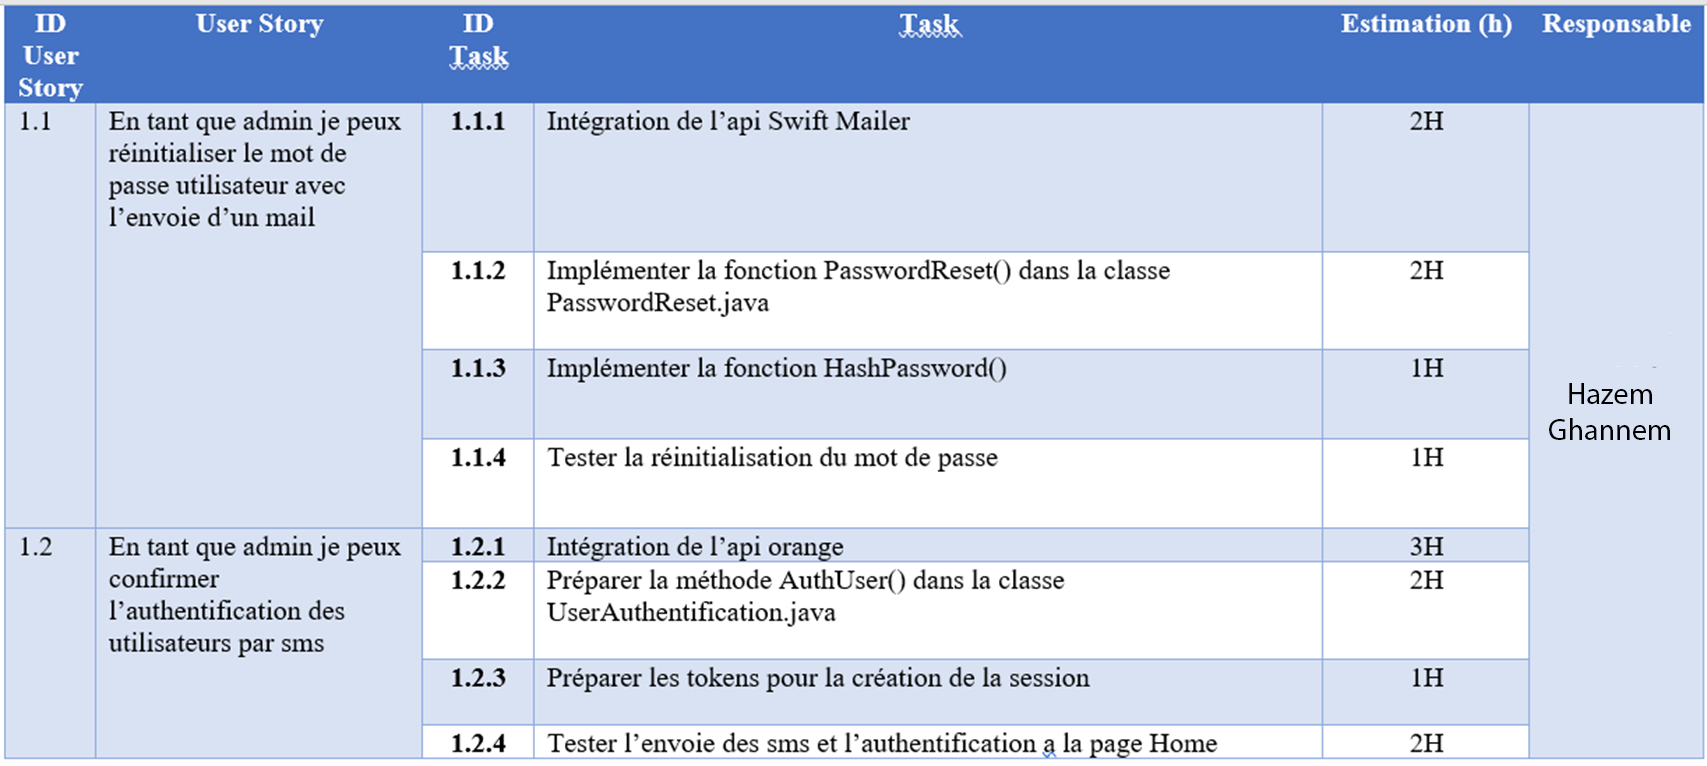 ID User Story User Story ID Task Task Estimation (h) Responsable
1.1
En tant que admin je peux
réinitialiser le mot de
passe utilisateur avec
l’envoie d’un mail
1.1.1 Intégration de l’api Swift Mailer 2H
1.1.2 Implémenter la fonction PasswordReset() dans la classe
PasswordReset.java
2H
1.1.3 Implémenter la fonction HashPassword() 1H
1.1.4 Tester la réinitialisation du mot de passe 1H
Hazem
Ghannem
1.2
En tant que admin je peux
confirmer
l’authentification des
utilisateurs par sms
1.2.1 Intégration de l’api orange 3H
1.2.2 Préparer la méthode AuthUser() dans la classe
UserAuthentification.java
2H
1.2.3 Préparer les tokens pour la création de la session 1H
1.2.4 Tester l’envoie des sms et l’authentification a la page Home 2H